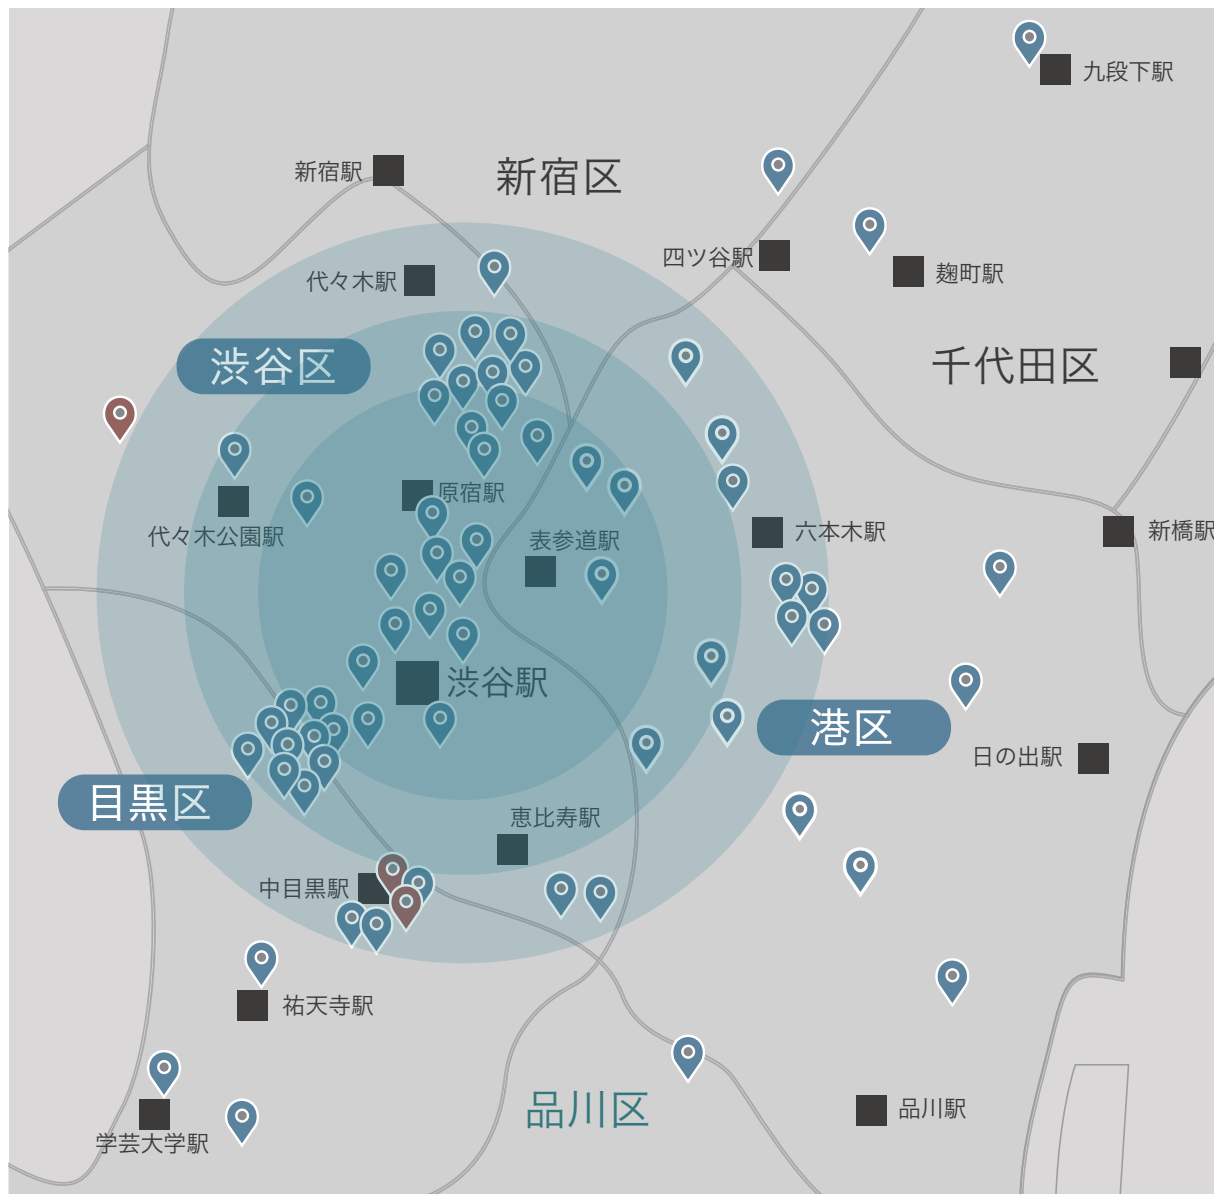 九段下駅
新宿駅
新宿区
四ツ谷駅
麹町駅
代々木駅
渋谷区
千代田区
原宿駅
代々木公園駅
表参道駅
六本木駅
新橋駅
渋谷駅
港区
日の出駅
目黒区
恵比寿駅
中目黒駅
祐天寺駅
品川区
品川駅
学芸大学駅